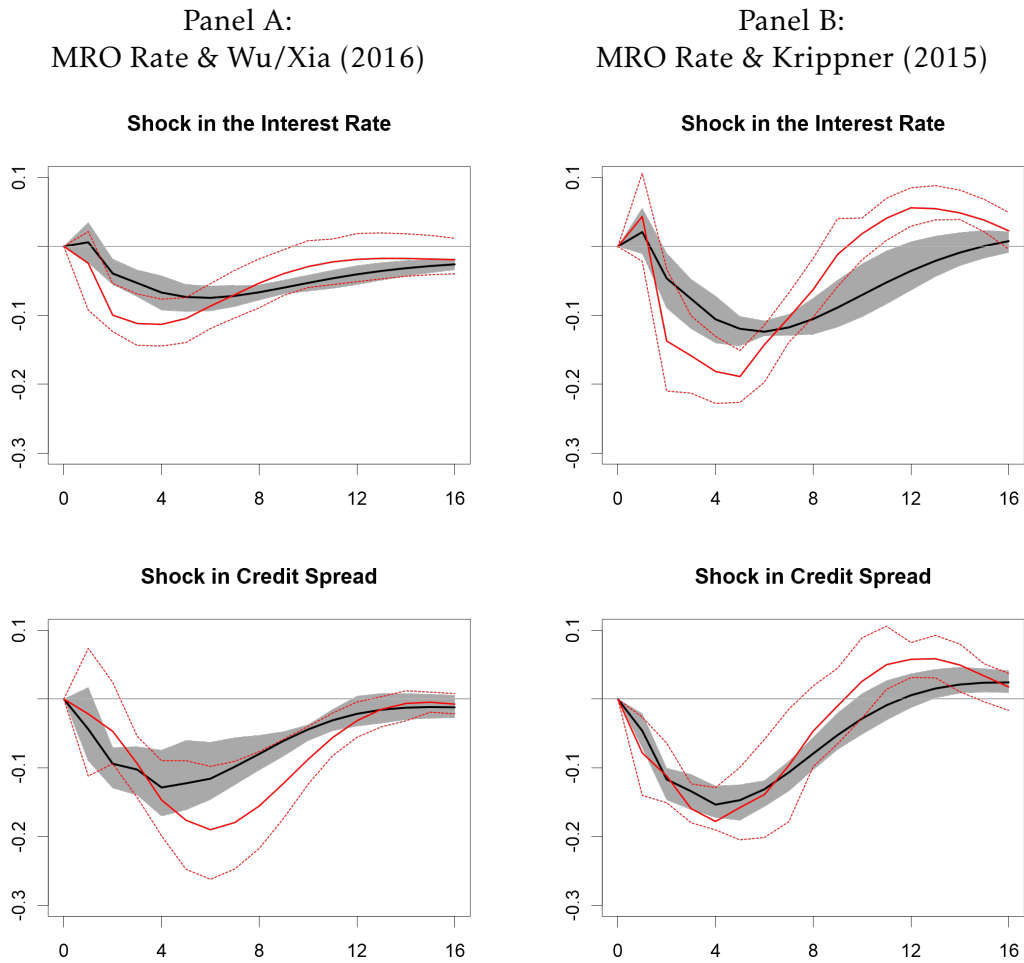 Panel A:
MRO Rate & Wu/Xia (2016)
Panel B:
MRO Rate & Krippner (2015)
Shock in the Interest Rate
0.1
-0.1
-0.2
-0.3
0 4 8 12 16
Shock in the Interest Rate
0.1
-0.1
-0.2
-0.3
0 4 8 12 16
Shock in Credit Spread
0.1
-0.1
-0.2
-0.3
0 4 8 12 16
Shock in Credit Spread
0.1
-0.1
-0.2
-0.3
0 4 8 12 16